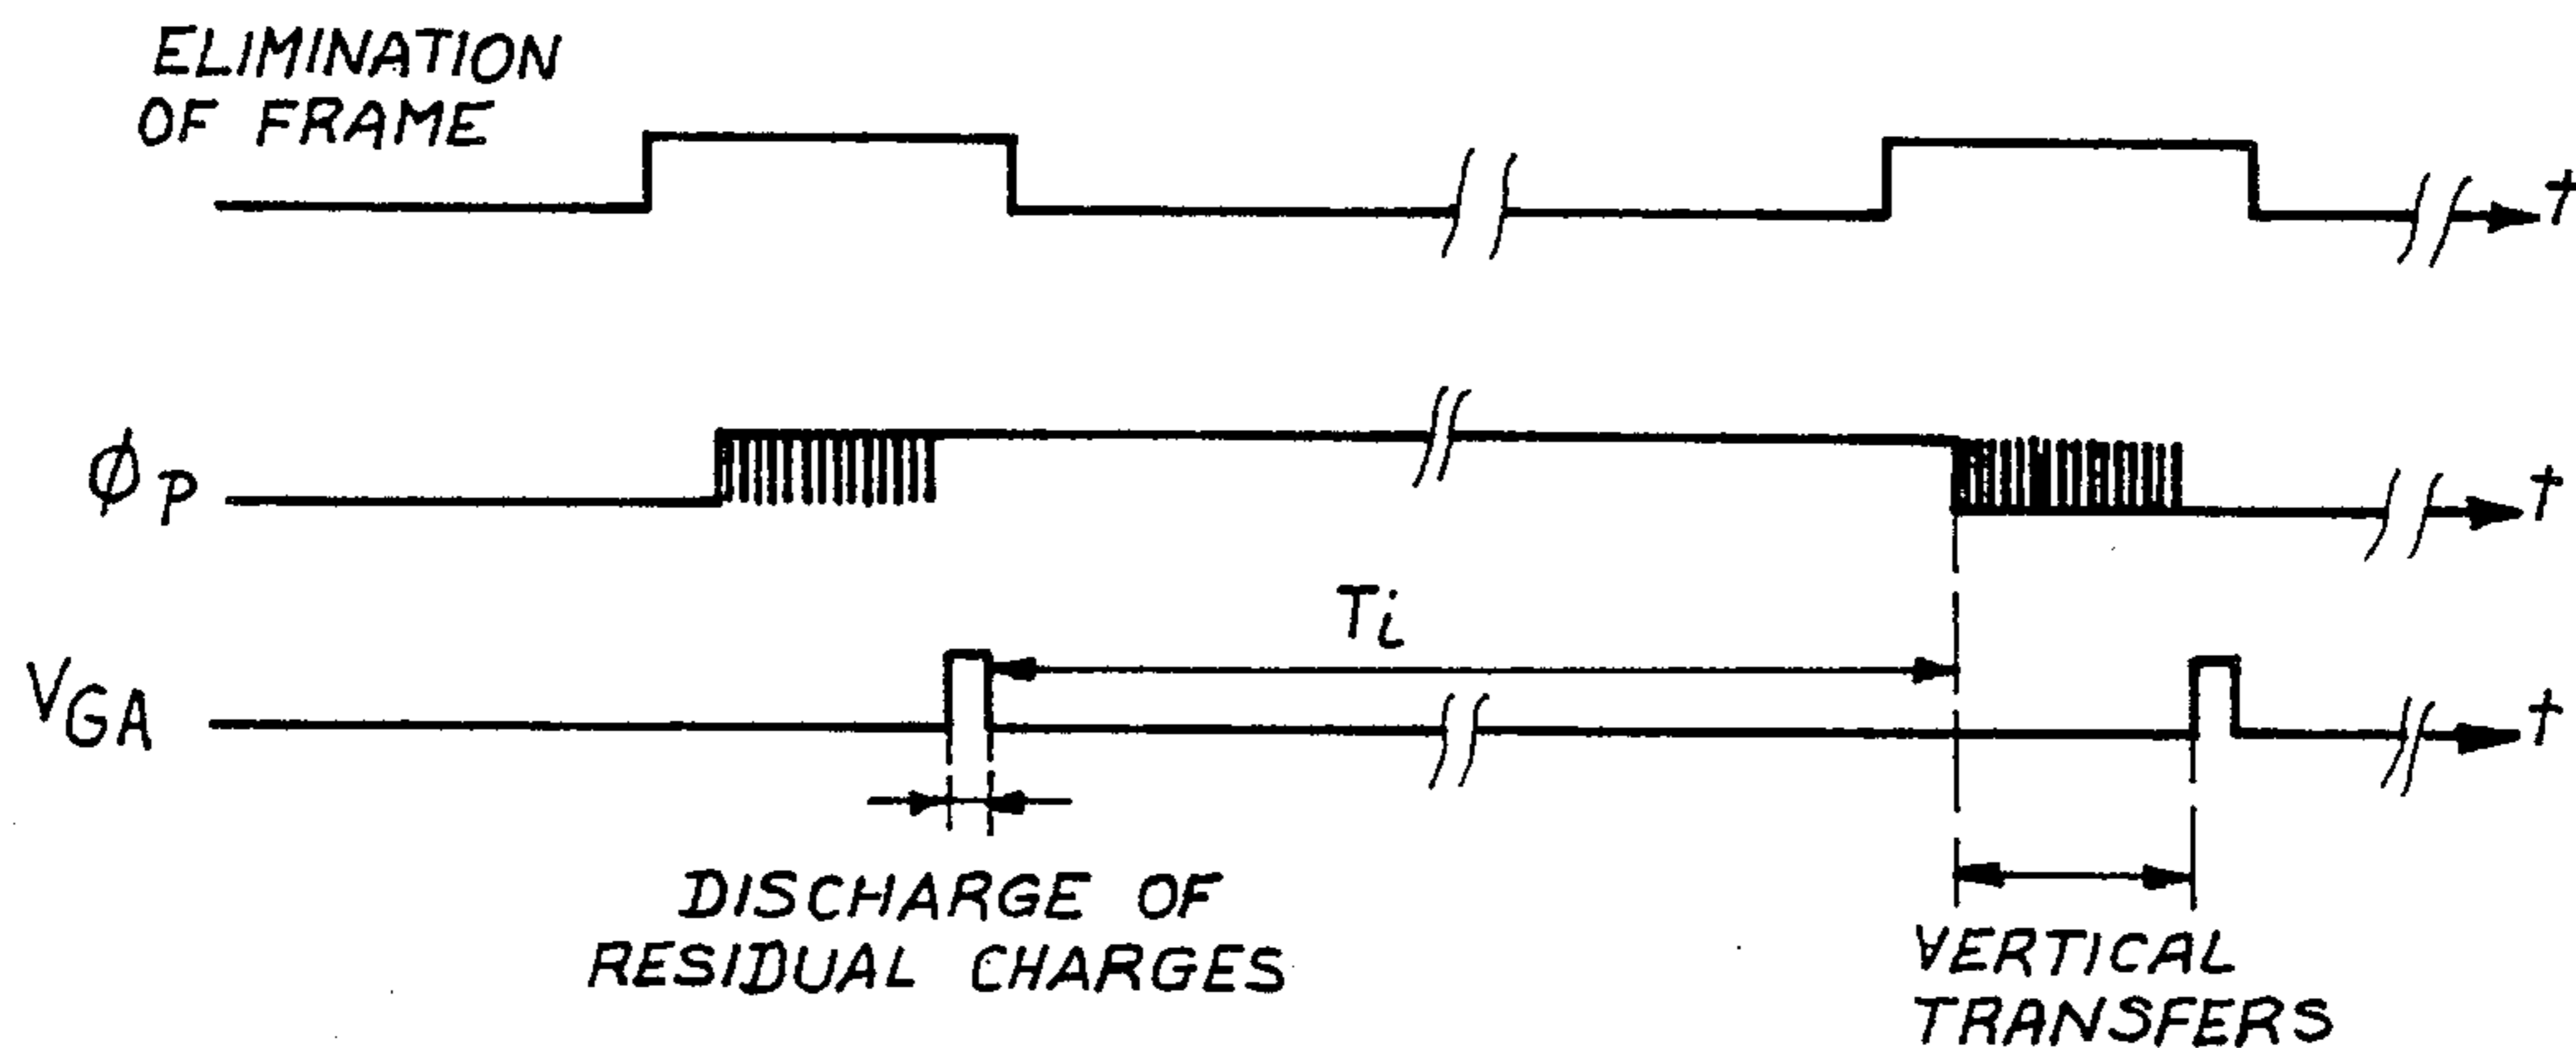 ELIMINATION
OF FRAME
t
ϕP
t
Ti
VGA
t
DISCHARGE OF
RESIDUAL CHARGES
VERTICAL
TRANSFERS